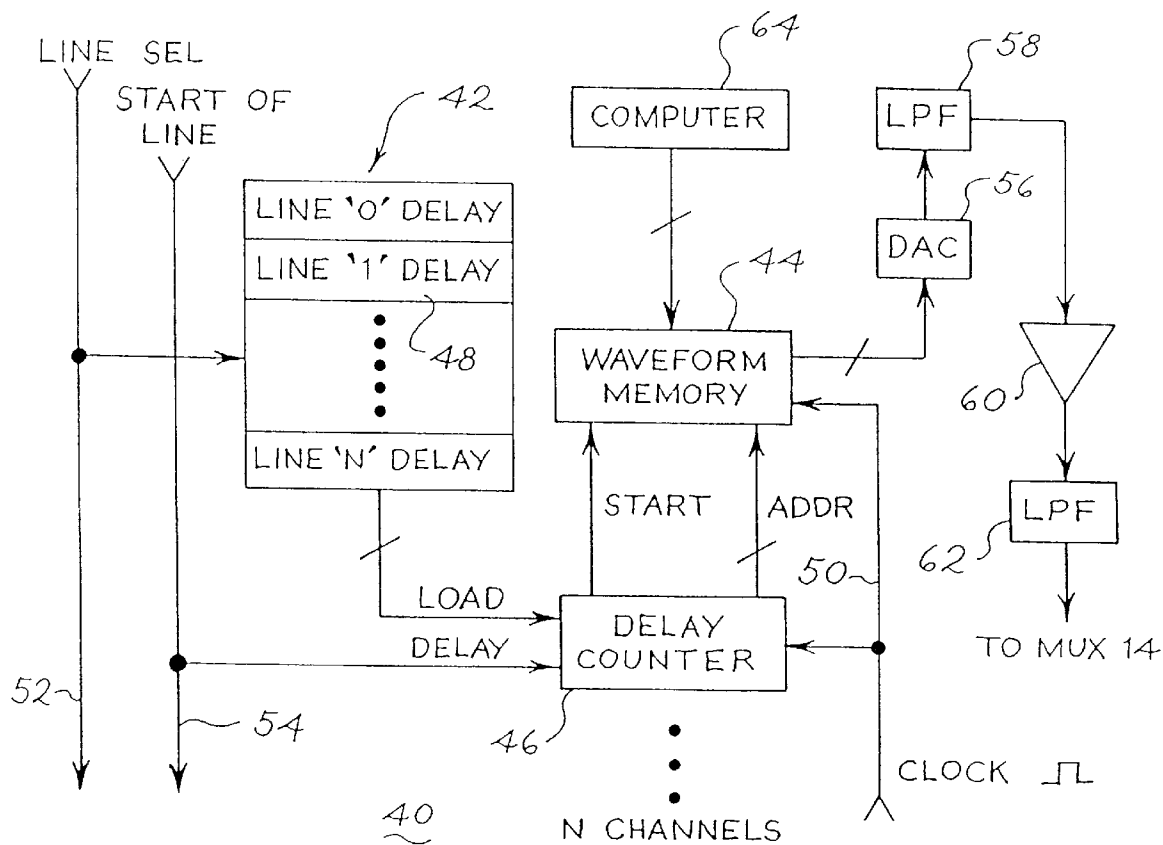 LINE SEL
START OF
LINE
42
LINE '0' DELAY
LINE '1' DELAY
48
LINE 'N' DELAY
64
COMPUTER
58
LPF
56
DAC
44
WAVEFORM
MEMORY
60
START
ADDR
LPF
62
50
LOAD
DELAY
DELAY
COUNTER
TO MUX 14
52
54
46
CLOCK
40
N CHANNELS